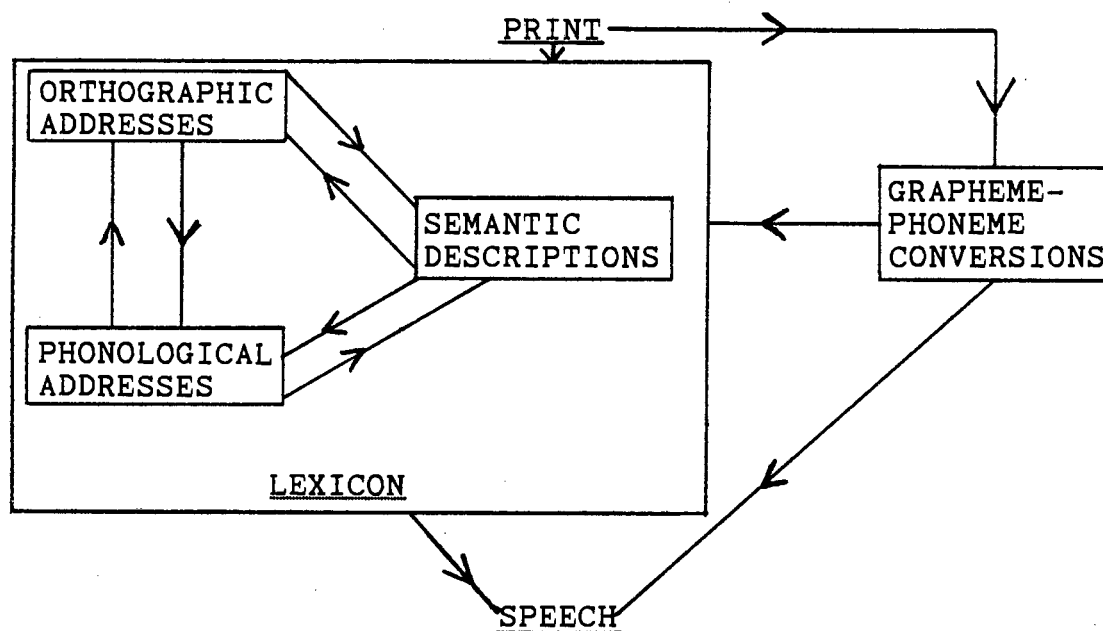 PRINT
ORTHOGRAPHIC
ADDRESSES
GRAPHEME-
PHONEME
CONVERSIONS
SEMANTIC
DESCRIPTIONS
PHONOLOGICAL
ADDRESSES
LEXICON
SPEECH